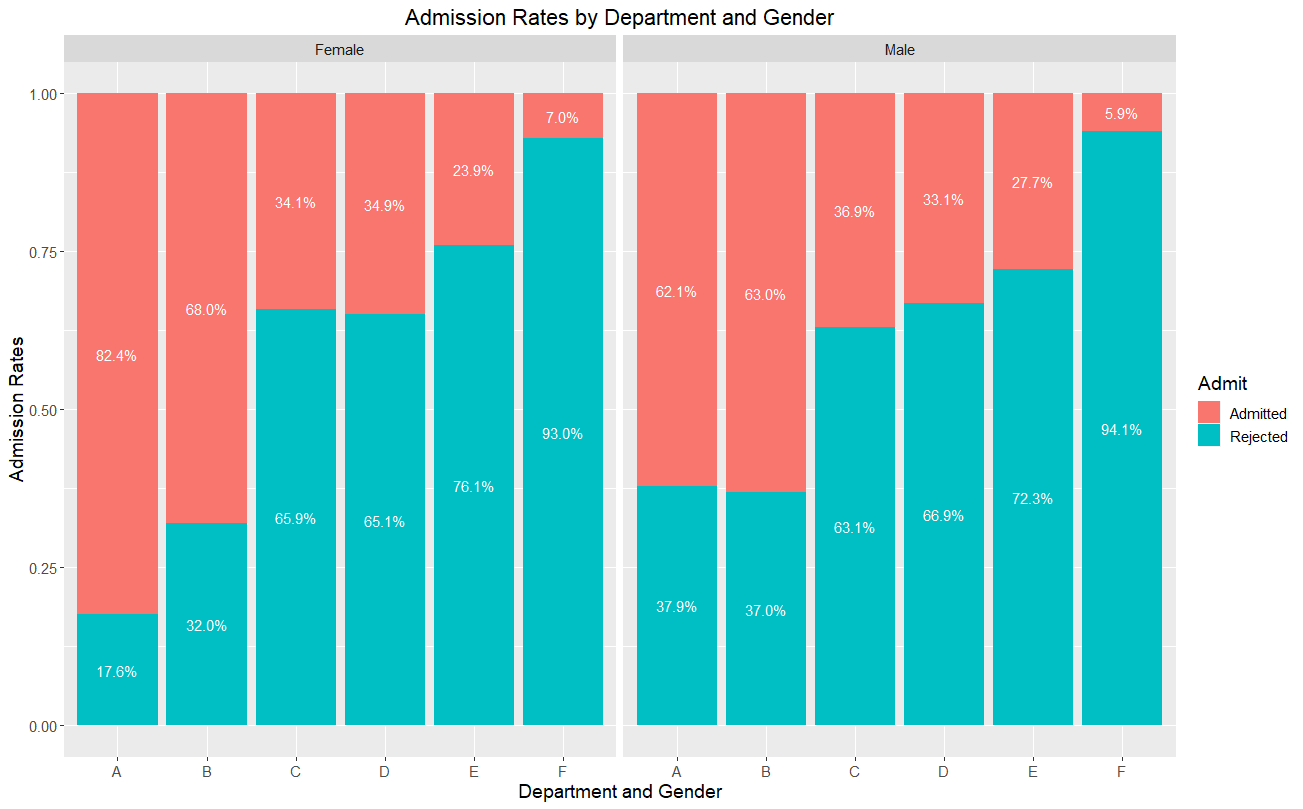 Admission Rates by Department and Gender
Female
Male
Admission Rates
1.00
0.75
0.50
0.25
0.00
82.4%
17.6%
68.0%
32.0%
34.1%
65.9%
34.9%
65.1%
23.9%
76.1%
7.0%
93.0%
62.1%
37.9%
63.0%
37.0%
36.9%
63.1%
33.1%
66.9%
27.7%
72.3%
5.9%
94.1%
A B C D E F
A B C D E F
Department and Gender
Admit
Admitted
Rejected